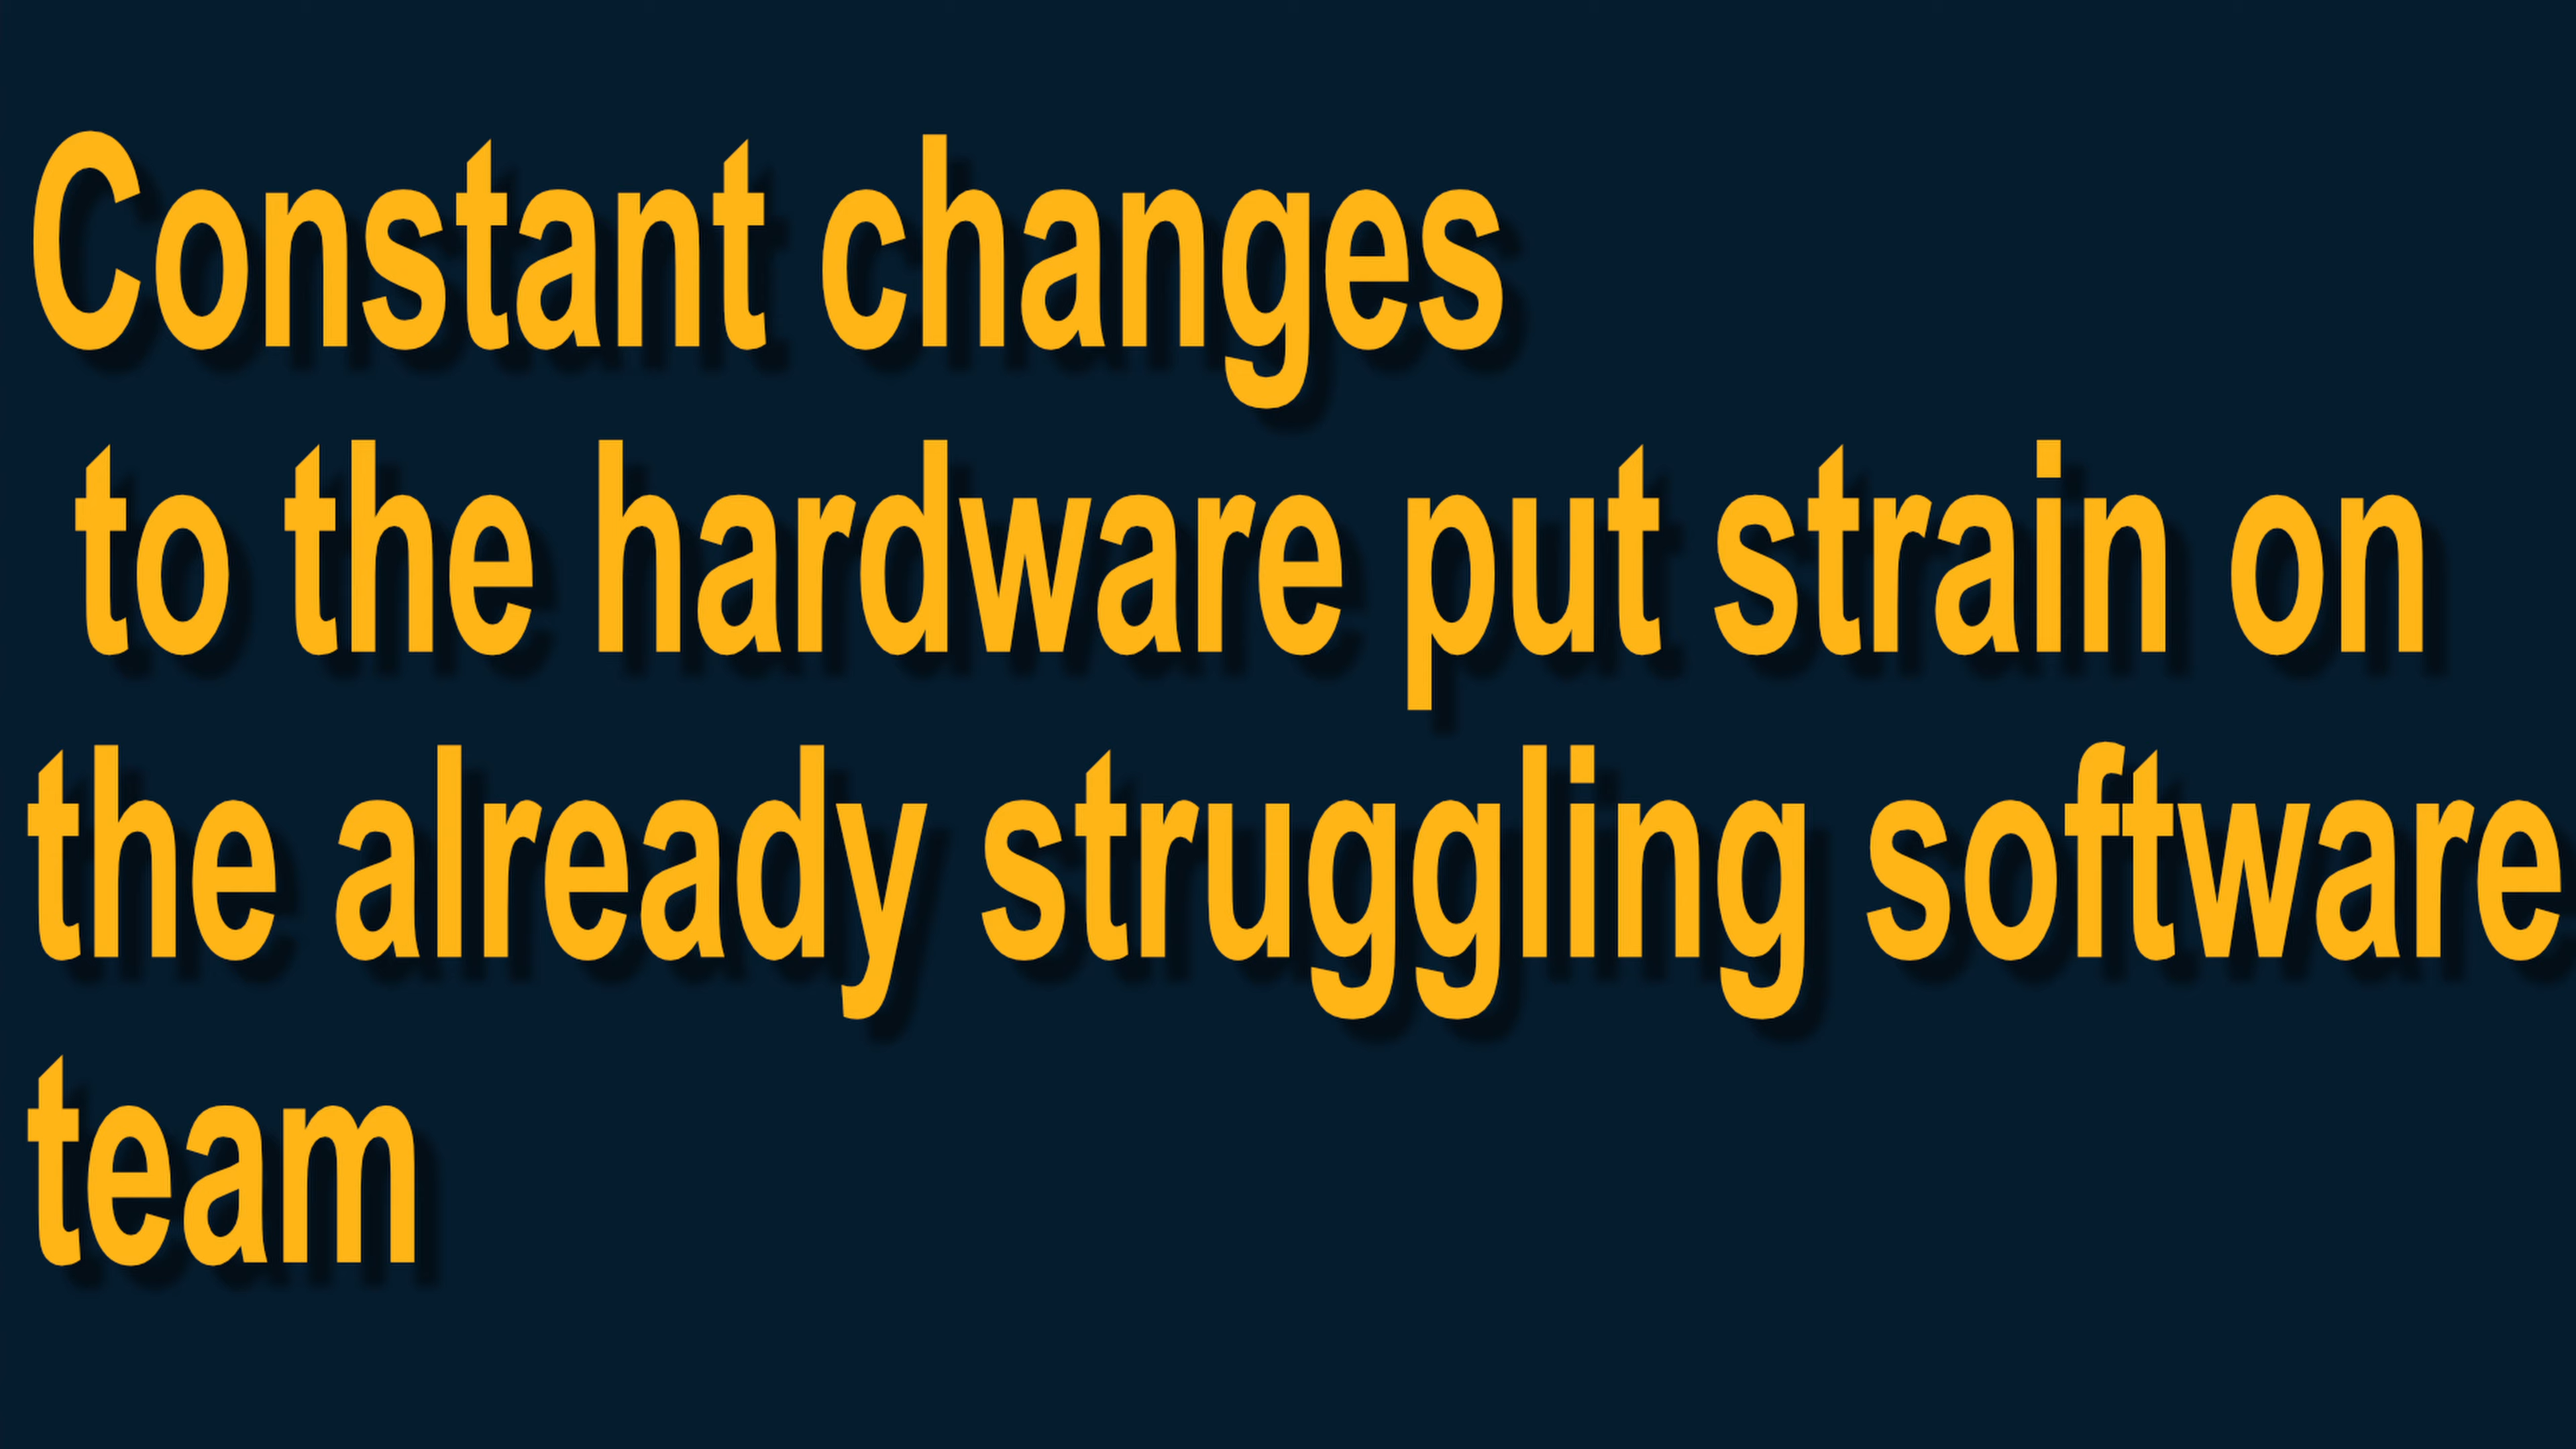 Constant changes
to the hardware put strain on
the already struggling software
team